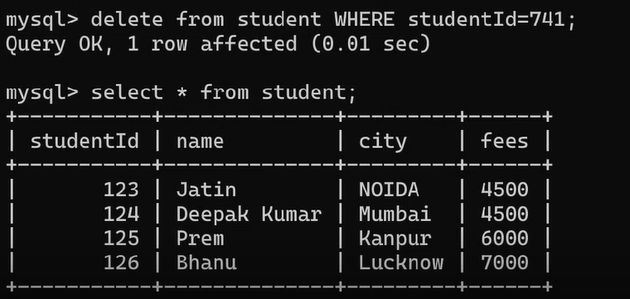 mysql> delete from student WHERE studentId=741;
Query OK, 1 row affected (0.01 sec)
mysql> select * from student;
+-----------+--------------+---------+------+
| studentId | name         | city    | fees |
+-----------+--------------+---------+------+
|       123 | Jatin        | NOIDA   | 4500 |
|       124 | Deepak Kumar | Mumbai  | 4500 |
|       125 | Prem         | Kanpur  | 6000 |
|       126 | Bhanu        | Lucknow | 7000 |
+-----------+--------------+---------+------+